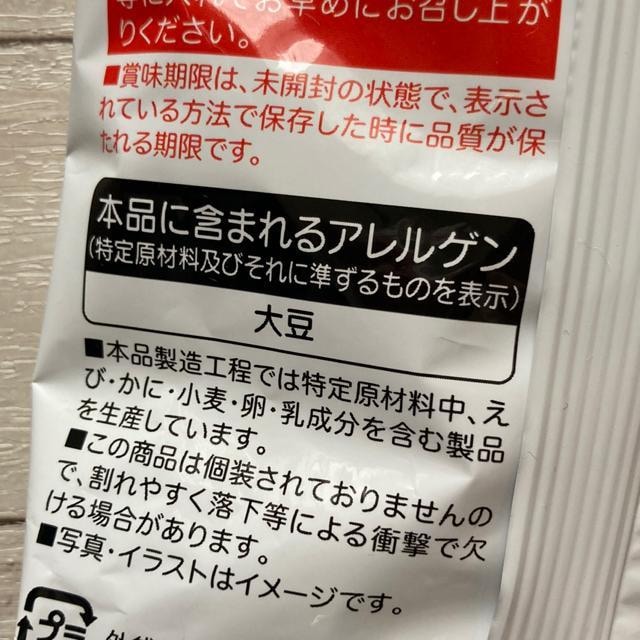 等に入れてお早めにお召し上が
りください。
■賞味期限は、未開封の状態で、表示さ
れている方法で保存した時に品質が保
たれる期限です。
本品に含まれるアレルゲン
(特定原材料及びそれに準ずるものを表示)
大豆
■本品製造工程では特定原材料中、え
び・かに・小麦・卵・乳成分を含む製品
を生産しています。
■この商品は個装されておりませんの
で、割れやすく落下等による衝撃で欠
ける場合があります。
■写真・イラストはイメージです。
プラ
外袋